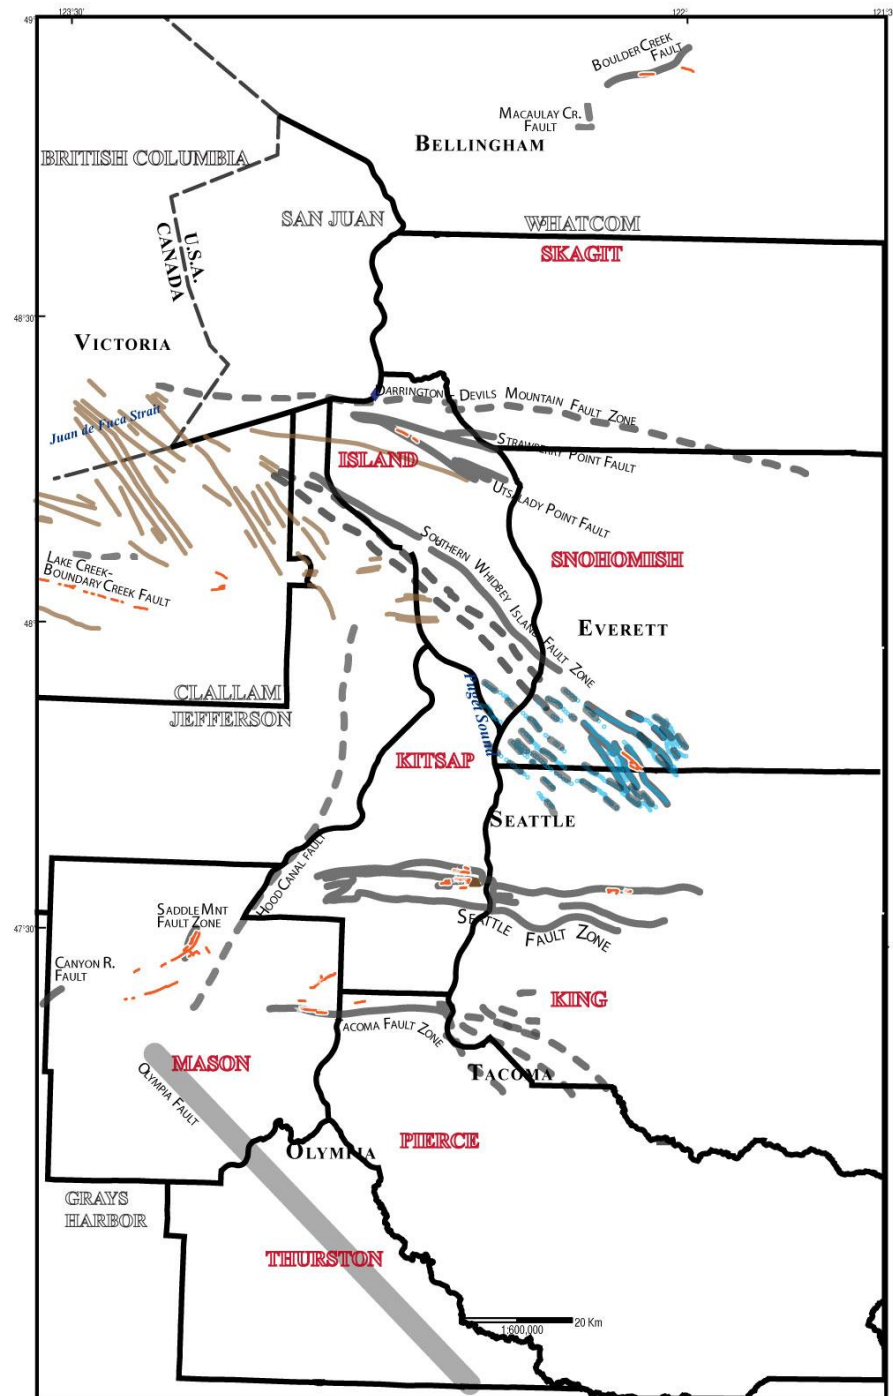 49°
123°30'
122°
121°3
BOULDER CREEK
FAULT
MACAULAY CR.
FAULT
BELLINGHAM
BRITISH COLUMBIA
SAN JUAN
WHATCOM
SKAGIT
U.S.A.
CANADA
48°30'
VICTORIA
DARRINGTON - DEVILS MOUNTAIN FAULT ZONE
Juan de Fuca Strait
STRAWBERRY POINT FAULT
ISLAND
UTSALADY POINT FAULT
SOUTHERN WHIDBEY ISLAND FAULT ZONE
SNOHOMISH
LAKE CREEK-
BOUNDARY CREEK FAULT
48°
EVERETT
CLALLAM
JEFFERSON
Puget Sound
KITSAP
SEATTLE
HOOD CANAL FAULT
SADDLE MNT
FAULT ZONE
SEATTLE FAULT ZONE
47°30'
CANYON R.
FAULT
KING
ACOMA FAULT ZONE
MASON
TACOMA
OLYMPIA FAULT
PIERCE
OLYMPIA
GRAYS
HARBOR
THURSTON
20 Km
1:600,000